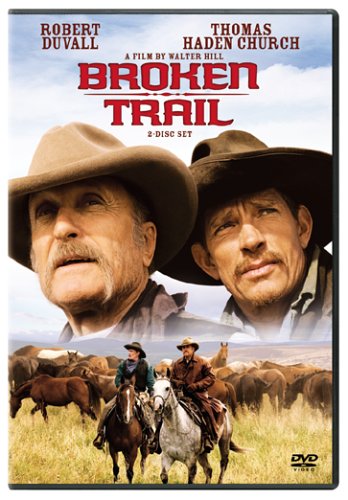 ROBERT DUVALL
THOMAS HADEN CHURCH
A FILM BY WALTER HILL
BROKEN
TRAIL
2-DISC SET
DVD
VIDEO